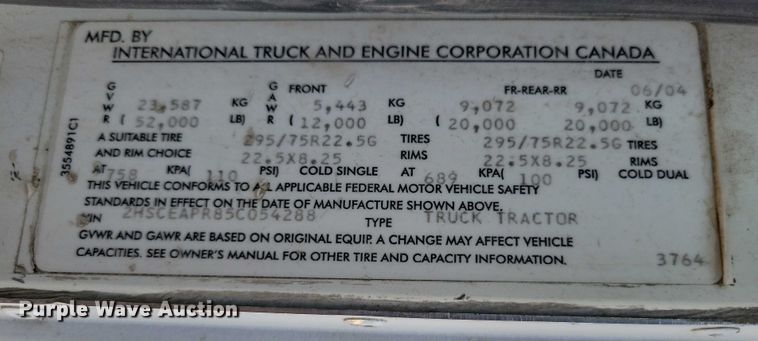 MFD. BY
INTERNATIONAL TRUCK AND ENGINE CORPORATION CANADA
DATE
GVWR GAWR FRONT FR-REAR-RR 06/04
23,587 KG 5,443 KG 9,072 9,072 KG
( 52,000 LB) ( 12,000 LB) ( 20,000 20,000 LB)
A SUITABLE TIRE 295/75R22.5G TIRES 295/75R22.5G TIRES
AND RIM CHOICE 22.5X8.25 RIMS 22.5X8.25 RIMS
AT 758 KPA( 110 PSI) COLD SINGLE AT 689 KPA( 100 PSI) COLD DUAL
THIS VEHICLE CONFORMS TO ALL APPLICABLE FEDERAL MOTOR VEHICLE SAFETY
STANDARDS IN EFFECT ON THE DATE OF MANUFACTURE SHOWN ABOVE.
VIN 2HSCEAPR85C054288 TYPE TRUCK TRACTOR
GVWR AND GAWR ARE BASED ON ORIGINAL EQUIP. A CHANGE MAY AFFECT VEHICLE
CAPACITIES. SEE OWNER'S MANUAL FOR OTHER TIRE AND CAPACITY INFORMATION.
3764
3554891C1
Purple Wave Auction